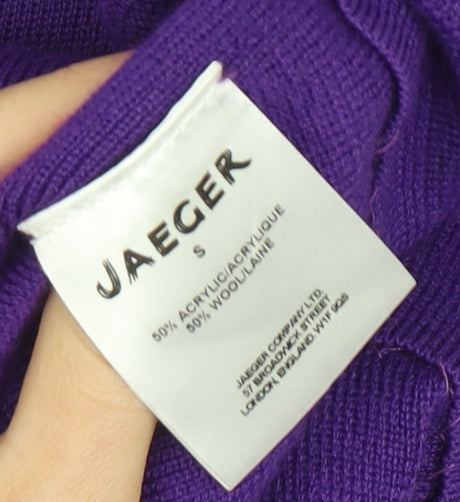 JAEGER
S
50% ACRYLIC/ACRYLIQUE
50% WOOL/LAINE
JAEGER COMPANY LTD.
57 BROADWICK STREET
LONDON, ENGLAND. W1F 9QS